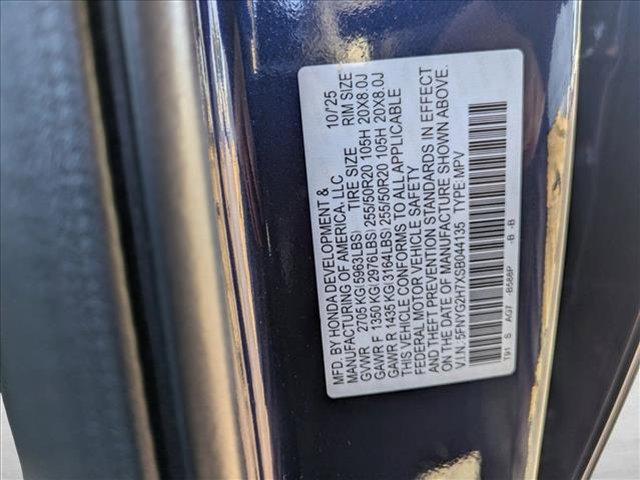 MFD. BY HONDA DEVELOPMENT &
MANUFACTURING OF AMERICA, LLC 10/25
GVWR 2705 KG(5963LBS) TIRE SIZE RIM SIZE
GAWR F 1350 KG(2976LBS) 255/50R20 105H 20X8.0J
GAWR R 1435 KG(3164LBS) 255/50R20 105H 20X8.0J
THIS VEHICLE CONFORMS TO ALL APPLICABLE
FEDERAL MOTOR VEHICLE SAFETY
AND THEFT PREVENTION STANDARDS IN EFFECT
ON THE DATE OF MANUFACTURE SHOWN ABOVE.
V.I.N.: 5FNYG2H7XSB044135 TYPE: MPV
T91 S AG7 -B588P -B -B